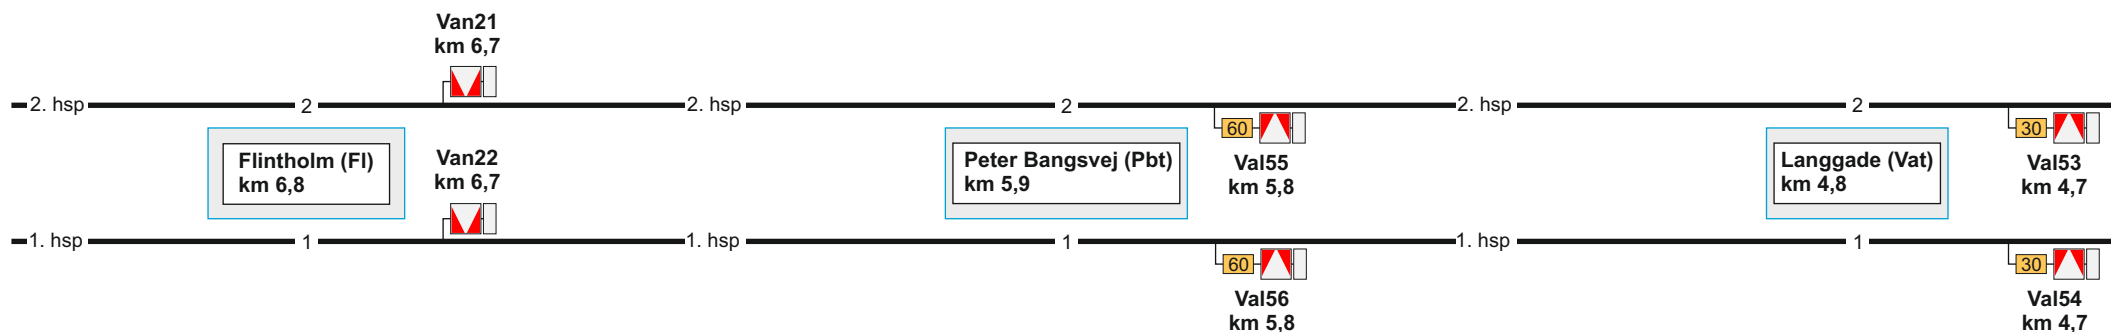 Van21
km 6,7
2. hsp
2
2. hsp
2
2. hsp
2
60
30
Flintholm (Fl)
km 6,8
Van22
km 6,7
Peter Bangsvej (Pbt)
km 5,9
Val55
km 5,8
Langgade (Vat)
km 4,8
Val53
km 4,7
1. hsp
1
1. hsp
1
1. hsp
1
60
30
Val56
km 5,8
Val54
km 4,7